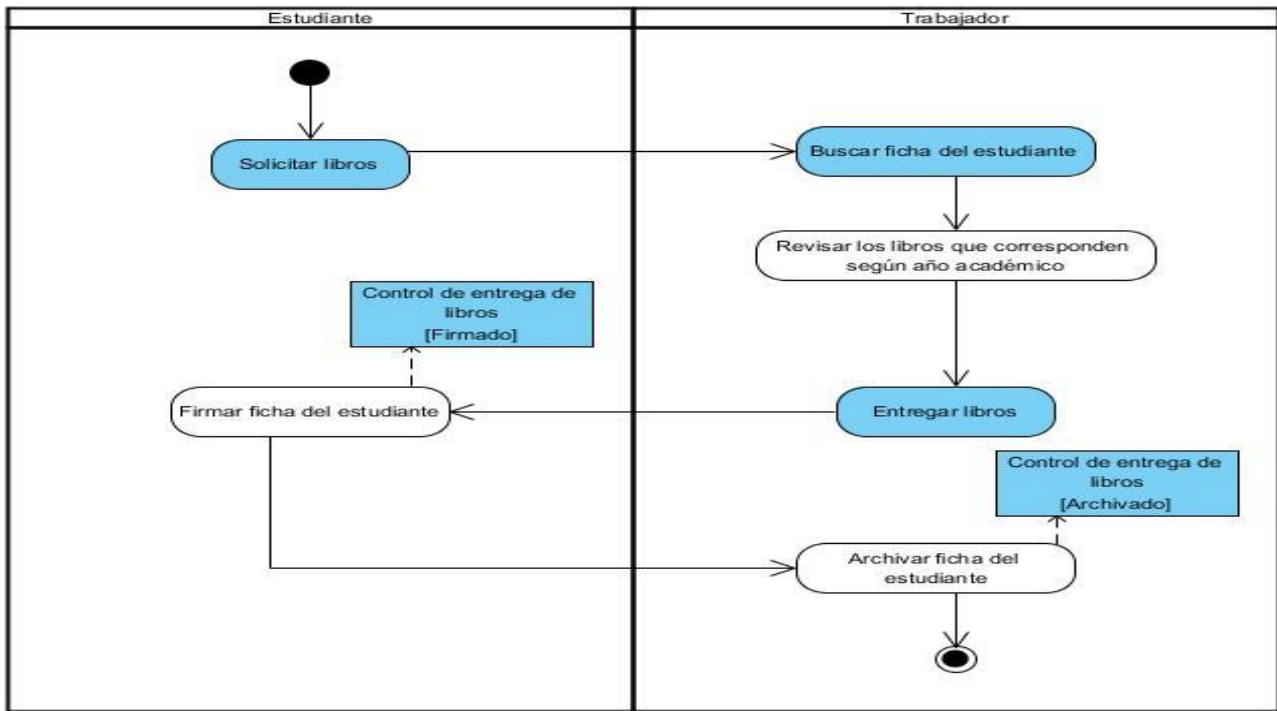 Estudiante
Trabajador
Solicitar libros
Buscar ficha del estudiante
Revisar los libros que corresponden
según año académico
Control de entrega de
libros
[Firmado]
Firmar ficha del estudiante
Entregar libros
Control de entrega de
libros
[Archivado]
Archivar ficha del
estudiante